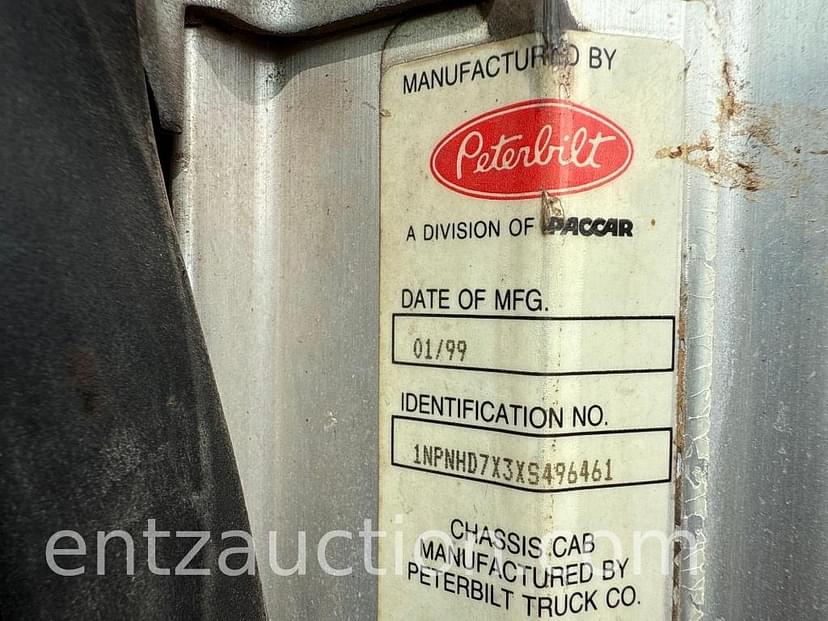 MANUFACTURED BY
Peterbilt
A DIVISION OF PACCAR
DATE OF MFG.
01/99
IDENTIFICATION NO.
1NPNHD7X3XS496461
CHASSIS CAB
MANUFACTURED BY
PETERBILT TRUCK CO.
entzauction.com